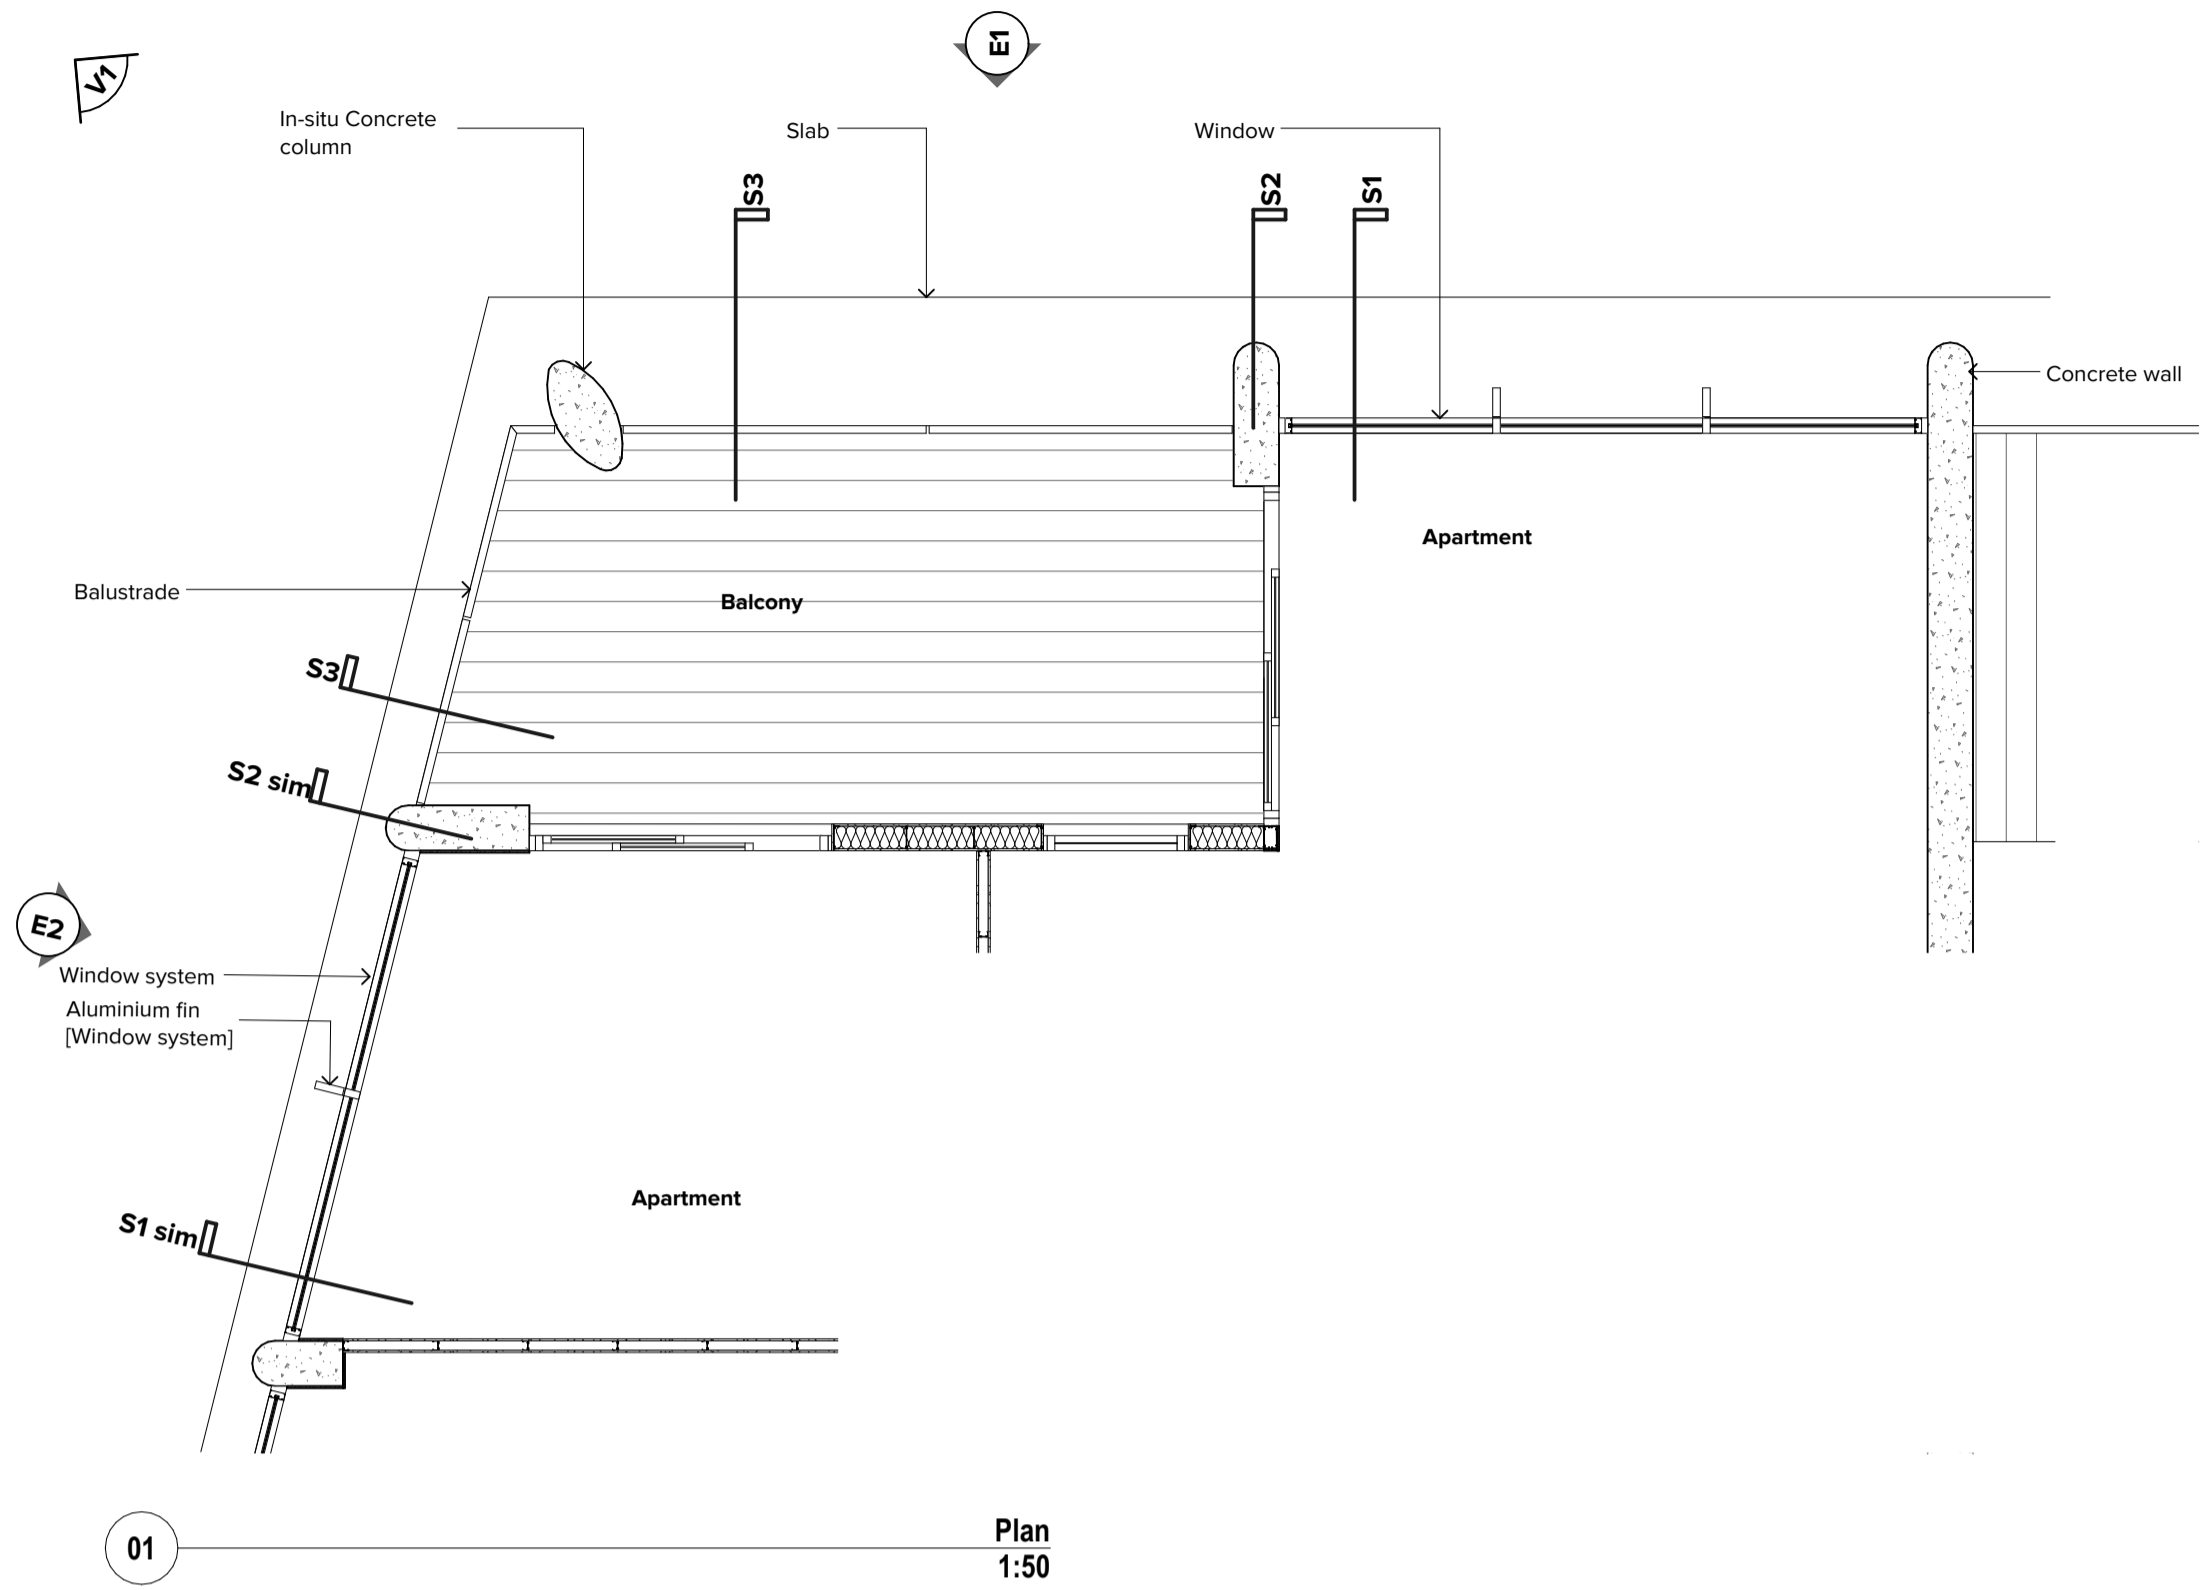 E1
V1
In-situ Concrete
column
Slab
Window
S3
S2
S1
Concrete wall
Apartment
Balustrade
Balcony
S3
S2 sim
E2
Window system
Aluminium fin
[Window system]
Apartment
S1 sim
01
Plan
1:50